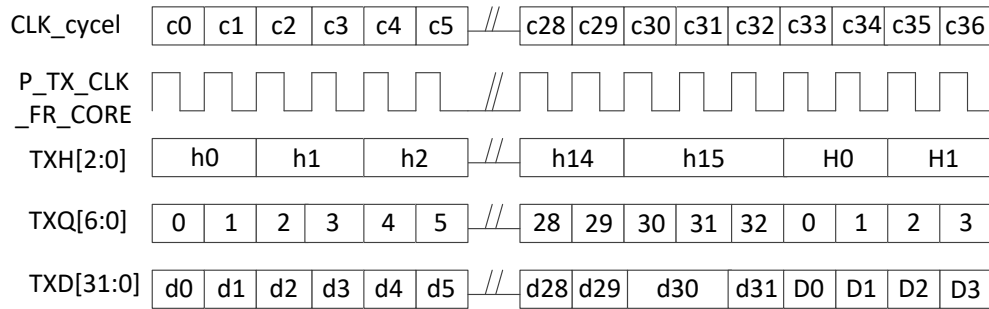 CLK_cycel c0 c1 c2 c3 c4 c5 c28 c29 c30 c31 c32 c33 c34 c35 c36
P_TX_CLK
_FR_CORE
TXH[2:0] h0 h1 h2 h14 h15 H0 H1
TXQ[6:0] 0 1 2 3 4 5 28 29 30 31 32 0 1 2 3
TXD[31:0] d0 d1 d2 d3 d4 d5 d28 d29 d30 d31 D0 D1 D2 D3